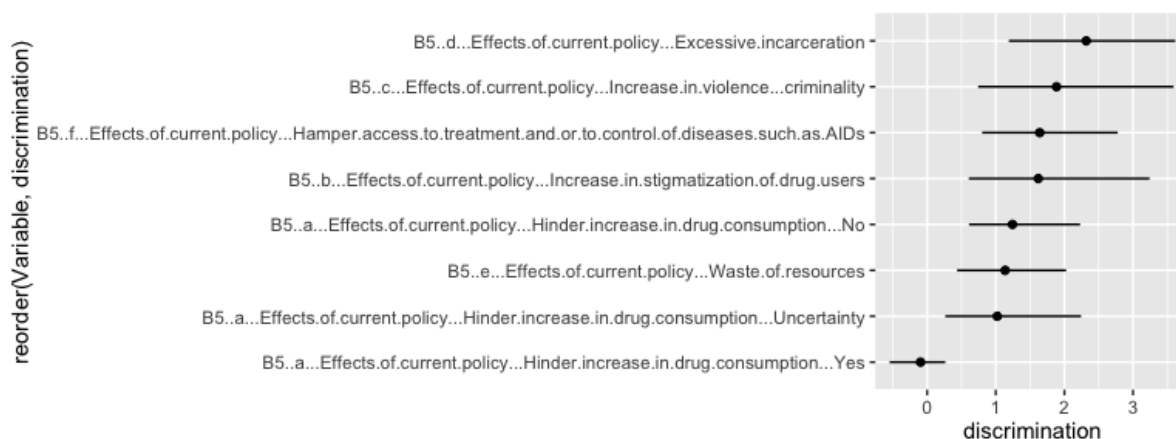 reorder(Variable, discrimination)
B5..d...Effects.of.current.policy...Excessive.incarceration
B5..c...Effects.of.current.policy...Increase.in.violence...criminality
B5..f...Effects.of.current.policy...Hamper.access.to.treatment.and.or.to.control.of.diseases.such.as.AIDs
B5..b...Effects.of.current.policy...Increase.in.stigmatization.of.drug.users
B5..a...Effects.of.current.policy...Hinder.increase.in.drug.consumption...No
B5..e...Effects.of.current.policy...Waste.of.resources
B5..a...Effects.of.current.policy...Hinder.increase.in.drug.consumption...Uncertainty
B5..a...Effects.of.current.policy...Hinder.increase.in.drug.consumption...Yes
0 1 2 3
discrimination